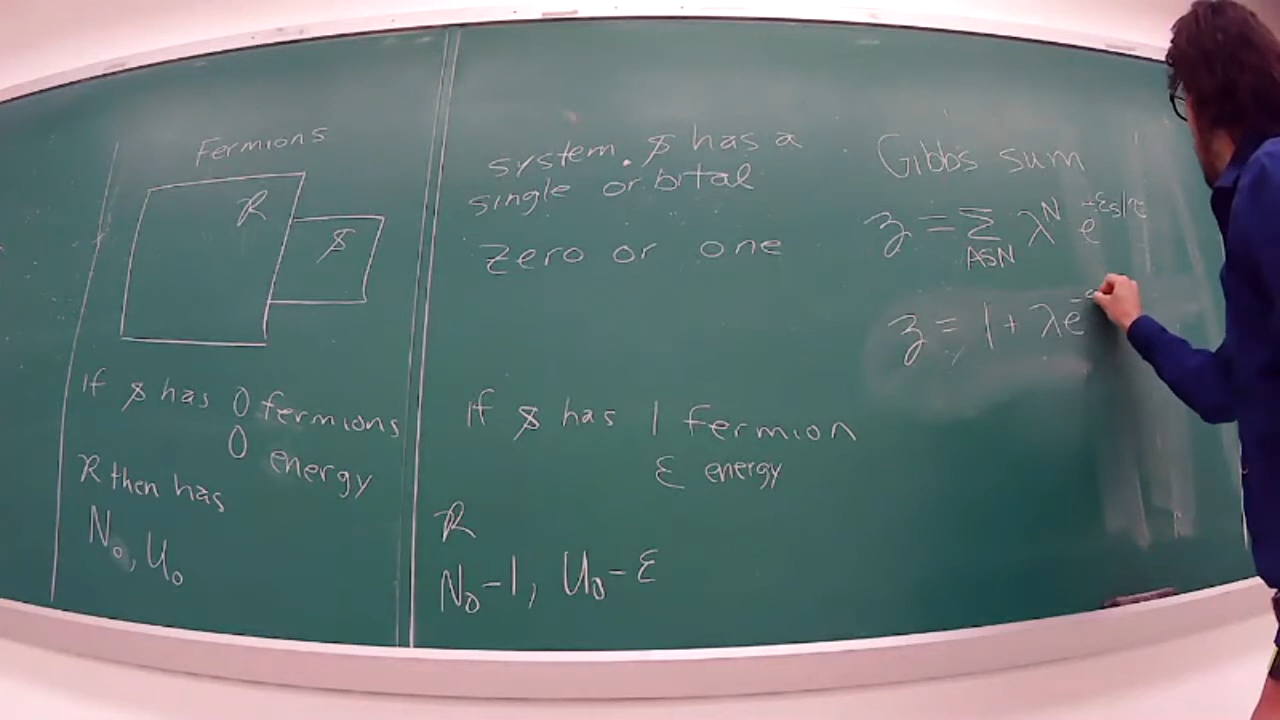 Fermions
R
$
If $ has 0 fermions
0 energy
R then has
N₀, U₀
system. $ has a
single orbital
zero or one
If $ has 1 fermion
ε energy
R
N₀-1, U₀-ε
Gibbs sum
𝔷 = Σ λᴺ e^(-εs/τ)
ASN
𝔷 = 1 + λe⁻